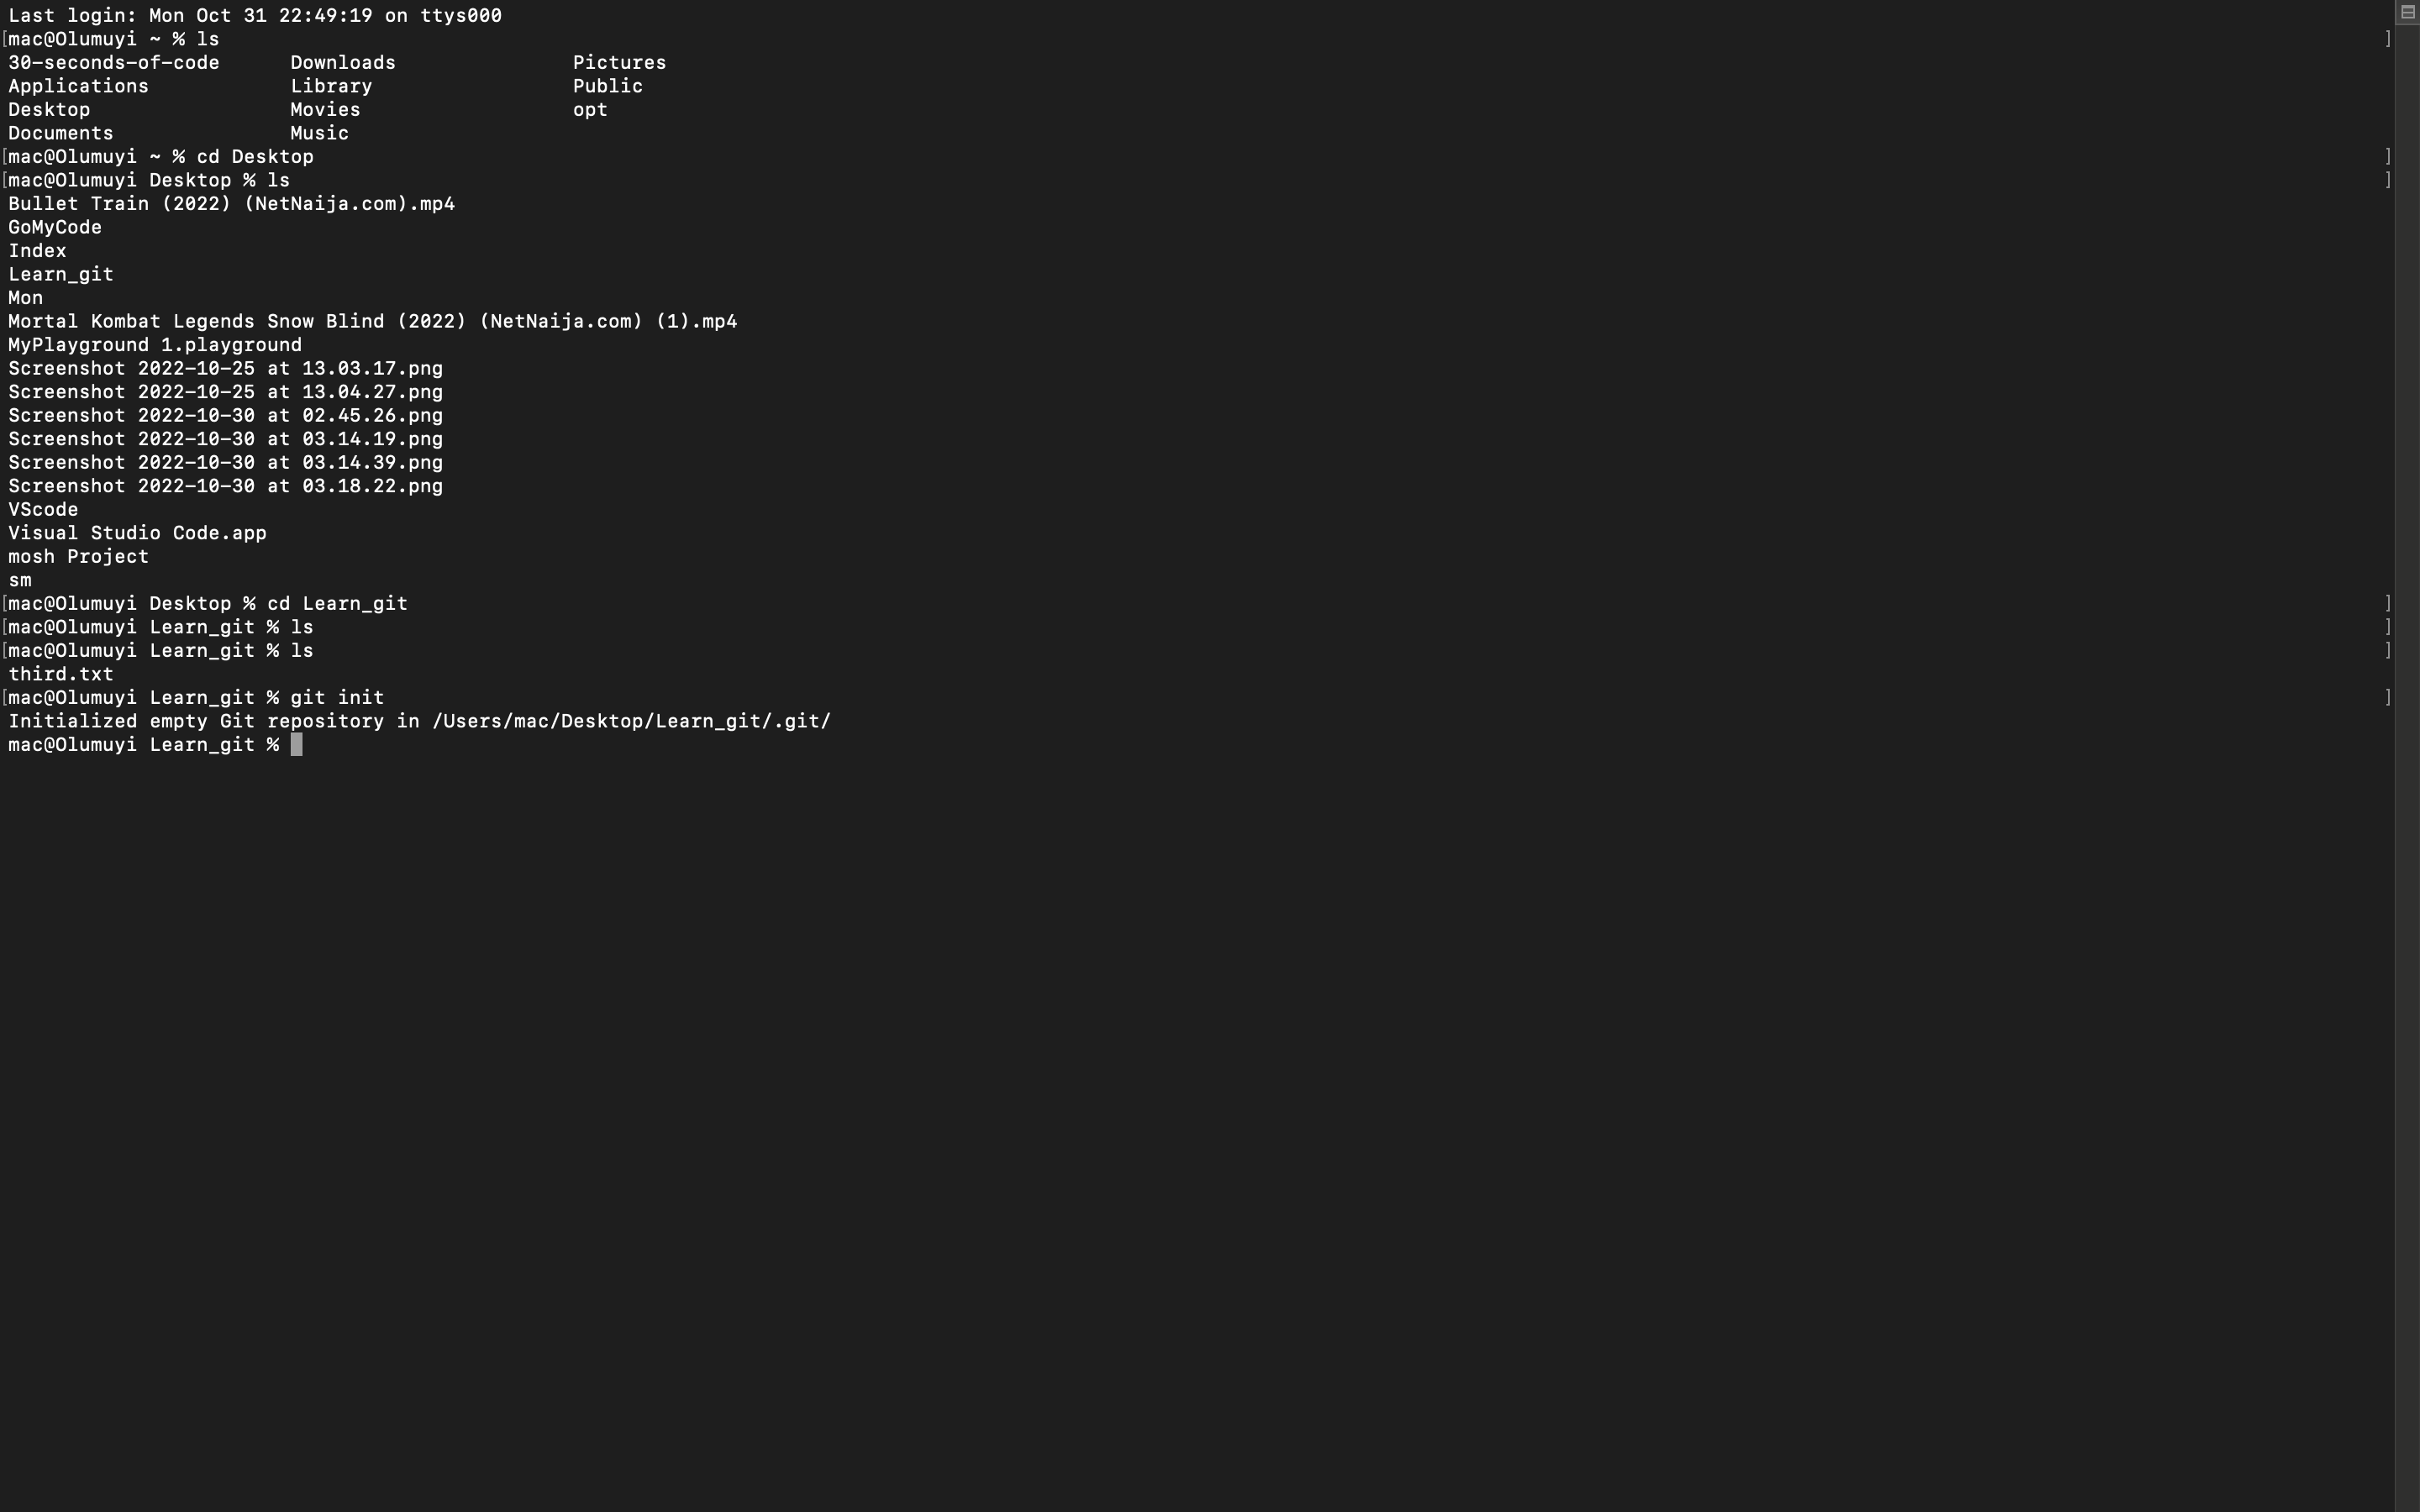 Last login: Mon Oct 31 22:49:19 on ttys000
[mac@Olumuyi ~ % ls ]
30-seconds-of-code Downloads Pictures
Applications Library Public
Desktop Movies opt
Documents Music
[mac@Olumuyi ~ % cd Desktop ]
[mac@Olumuyi Desktop % ls ]
Bullet Train (2022) (NetNaija.com).mp4
GoMyCode
Index
Learn_git
Mon
Mortal Kombat Legends Snow Blind (2022) (NetNaija.com) (1).mp4
MyPlayground 1.playground
Screenshot 2022-10-25 at 13.03.17.png
Screenshot 2022-10-25 at 13.04.27.png
Screenshot 2022-10-30 at 02.45.26.png
Screenshot 2022-10-30 at 03.14.19.png
Screenshot 2022-10-30 at 03.14.39.png
Screenshot 2022-10-30 at 03.18.22.png
VScode
Visual Studio Code.app
mosh Project
sm
[mac@Olumuyi Desktop % cd Learn_git ]
[mac@Olumuyi Learn_git % ls ]
[mac@Olumuyi Learn_git % ls ]
third.txt
[mac@Olumuyi Learn_git % git init ]
Initialized empty Git repository in /Users/mac/Desktop/Learn_git/.git/
mac@Olumuyi Learn_git %